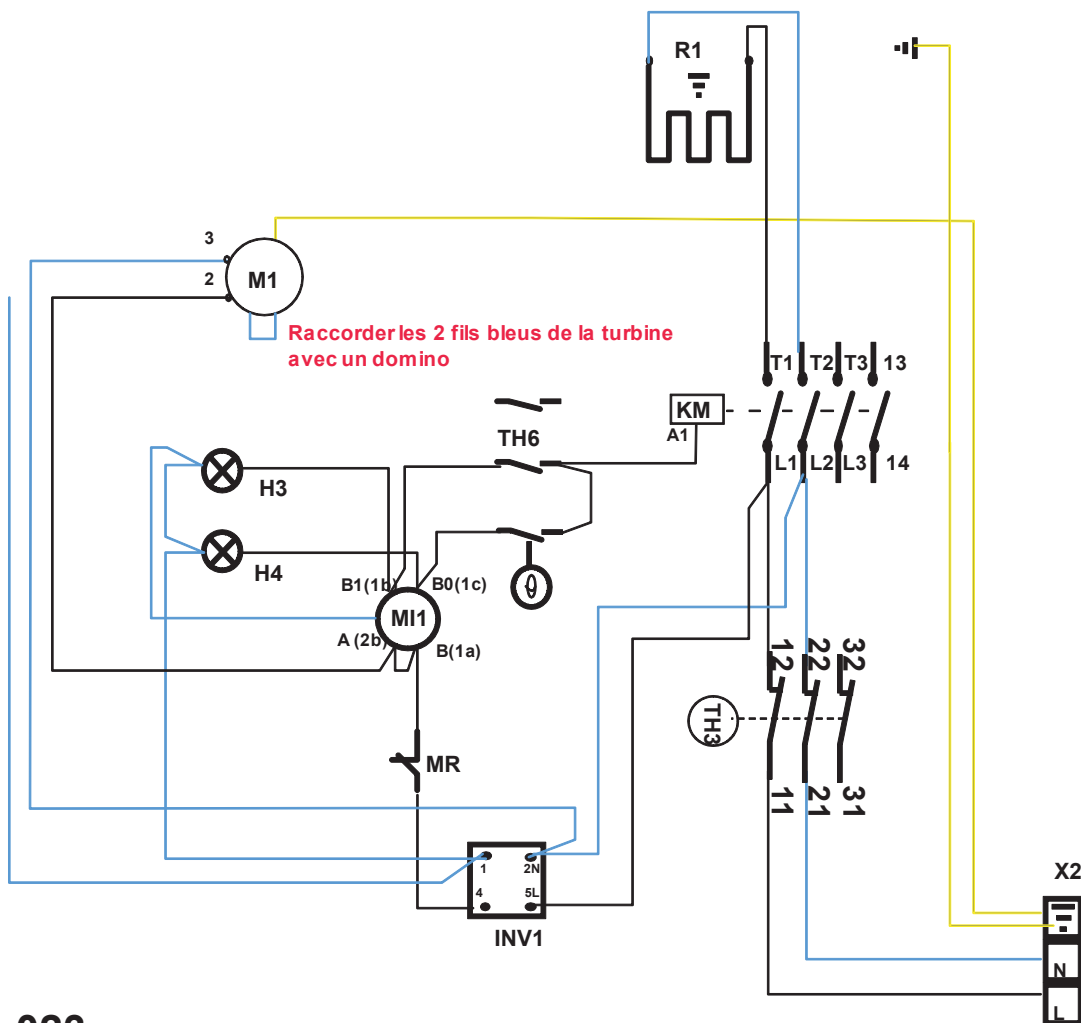 R1
3
2
M1
Raccorder les 2 fils bleus de la turbine
avec un domino
T1 T2 T3 13
KM
A1
TH6
L1 L2 L3 14
H3
H4
B1(1b) B0(1c)
MI1
A (2b) B(1a)
12 22 32
TH3
MR
11 21 31
1 2N
4 5L
INV1
X2
N
L